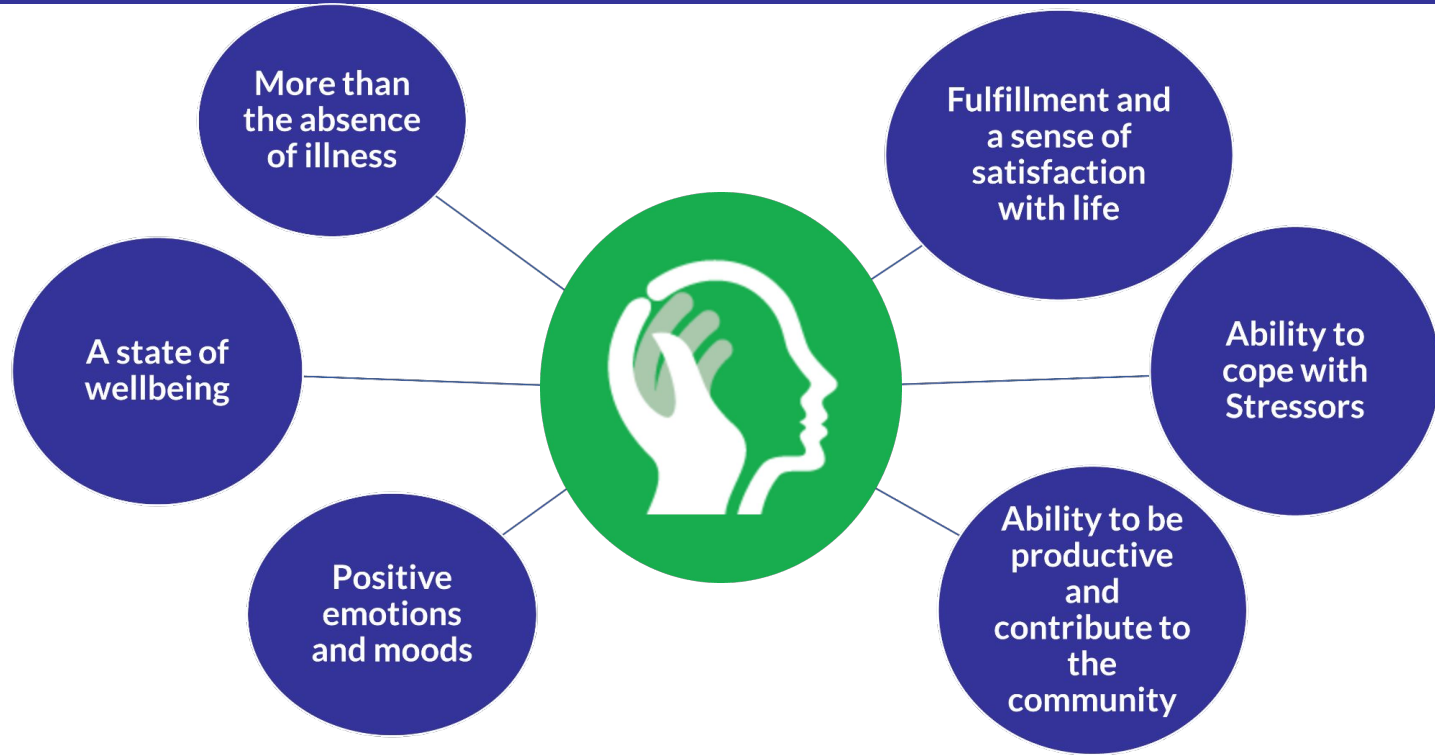 More than
the absence
of illness
Fulfillment and
a sense of
satisfaction
with life
A state of
wellbeing
Ability to
cope with
Stressors
Positive
emotions
and moods
Ability to be
productive
and
contribute to
the
community